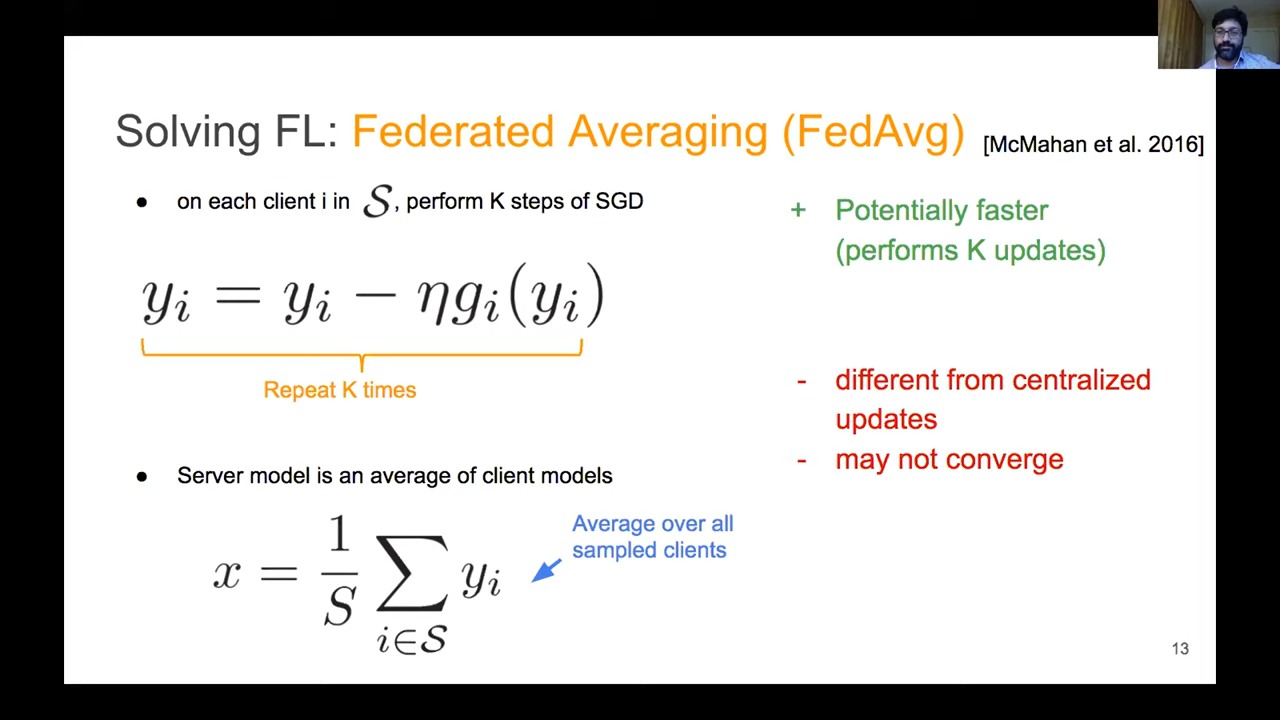 Solving FL: Federated Averaging (FedAvg) [McMahan et al. 2016]
● on each client i in 𝒮, perform K steps of SGD
y_i = y_i − ηg_i(y_i)
Repeat K times
● Server model is an average of client models
x = 1/S ∑_{i∈𝒮} y_i
Average over all
sampled clients
+ Potentially faster
(performs K updates)
- different from centralized
updates
- may not converge
13